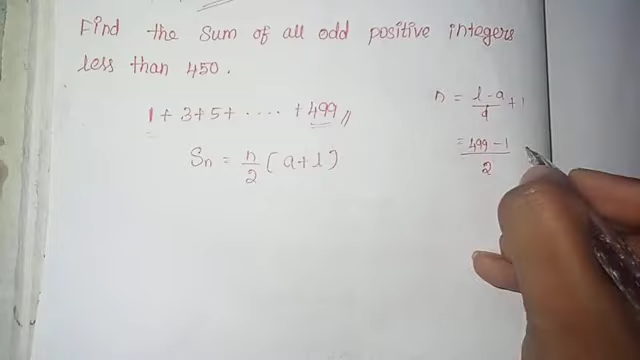 Find the Sum of all odd positive integers
less than 450.
1 + 3 + 5 + ..... + 499 //
Sn = n/2 ( a + l )
n = l - a / d + 1
= 499 - 1 / 2